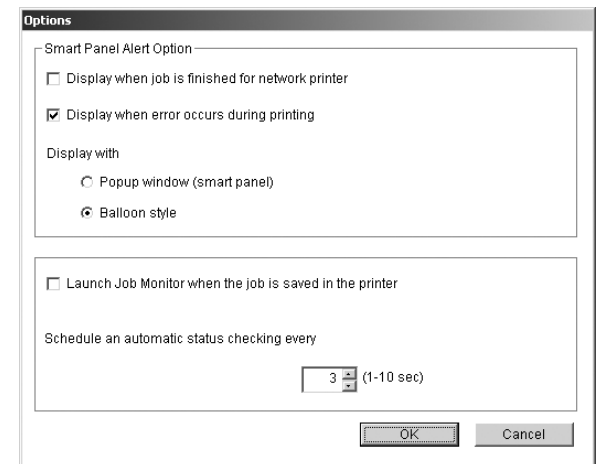 Options
Smart Panel Alert Option
Display when job is finished for network printer
Display when error occurs during printing
Display with
Popup window (smart panel)
Balloon style
Launch Job Monitor when the job is saved in the printer
Schedule an automatic status checking every
3 (1-10 sec)
OK Cancel